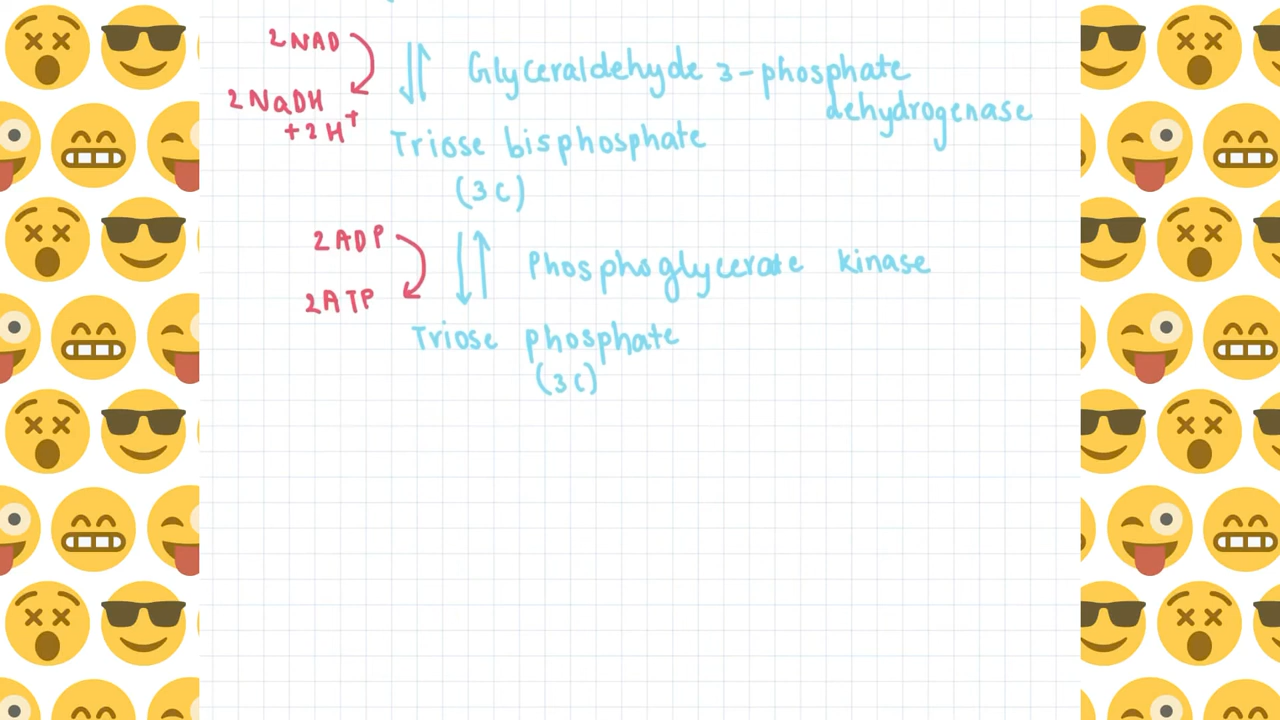 2NAD
2NaDH
+2H+
Glyceraldehyde 3-phosphate
dehydrogenase
Triose bisphosphate
(3C)
2ADP
2ATP
Phosphoglycerate kinase
Triose phosphate
(3C)